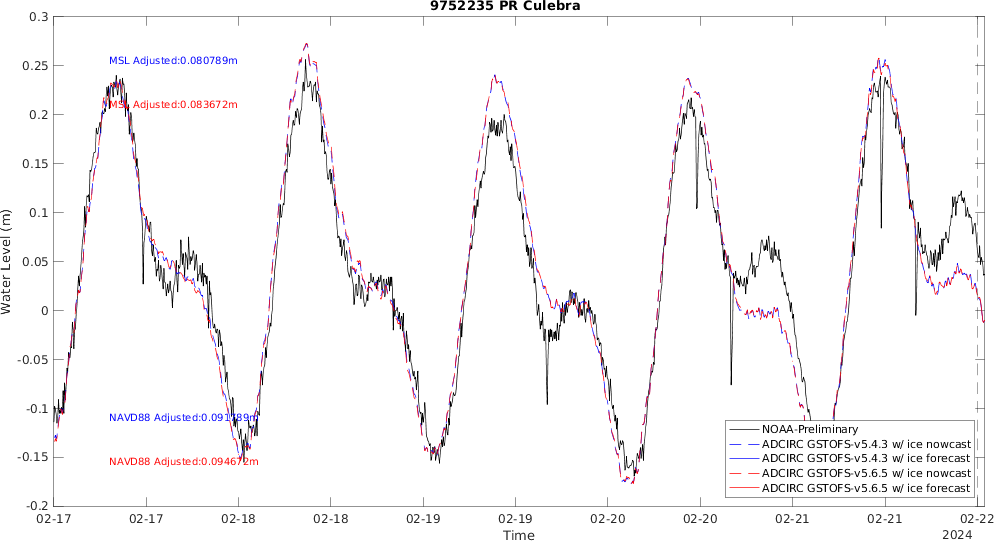 9752235 PR Culebra
0.3
0.25
0.2
0.15
0.1
0.05
0
-0.05
-0.1
-0.15
-0.2
Water Level (m)
MSL Adjusted:0.080789m
MSL Adjusted:0.083672m
NAVD88 Adjusted:0.091789m
NAVD88 Adjusted:0.094672m
NOAA-Preliminary
ADCIRC GSTOFS-v5.4.3 w/ ice nowcast
ADCIRC GSTOFS-v5.4.3 w/ ice forecast
ADCIRC GSTOFS-v5.6.5 w/ ice nowcast
ADCIRC GSTOFS-v5.6.5 w/ ice forecast
02-17 02-17 02-18 02-18 02-19 02-19 02-20 02-20 02-21 02-21 02-22
Time
2024